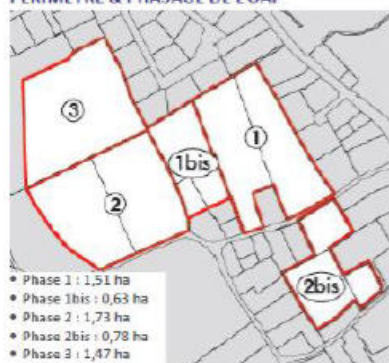 PÉRIMÈTRE & PHASAGE DE L'OAP
3
1bis
1
2
2bis
• Phase 1 : 1,51 ha
• Phase 1bis : 0,63 ha
• Phase 2 : 1,73 ha
• Phase 2bis : 0,78 ha
• Phase 3 : 1,47 ha